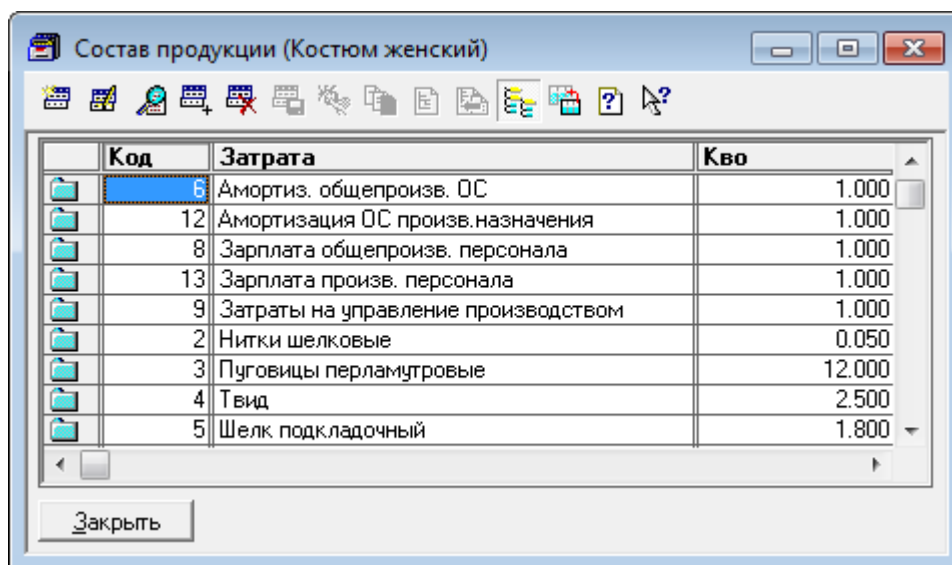 Состав продукции (Костюм женский)
Код Затрата Кво
6 Амортиз. общепроизв. ОС 1.000
12 Амортизация ОС произв.назначения 1.000
8 Зарплата общепроизв. персонала 1.000
13 Зарплата произв. персонала 1.000
9 Затраты на управление производством 1.000
2 Нитки шелковые 0.050
3 Пуговицы перламутровые 12.000
4 Твид 2.500
5 Шелк подкладочный 1.800
Закрыть